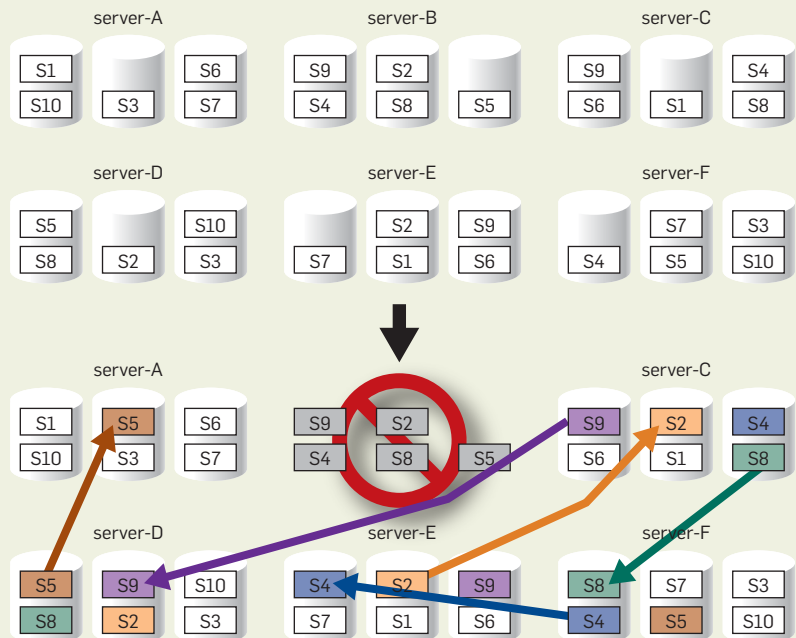 server-A server-B server-C
S1 S6 S9 S2 S9 S4
S10 S3 S7 S4 S8 S5 S6 S1 S8
server-D server-E server-F
S5 S10 S2 S9 S7 S3
S8 S2 S3 S7 S1 S6 S4 S5 S10
server-A server-C
S1 S5 S6 S9 S2 S9 S2 S4
S10 S3 S7 S4 S8 S5 S6 S1 S8
server-D server-E server-F
S5 S9 S10 S4 S2 S9 S8 S7 S3
S8 S2 S3 S7 S1 S6 S4 S5 S10